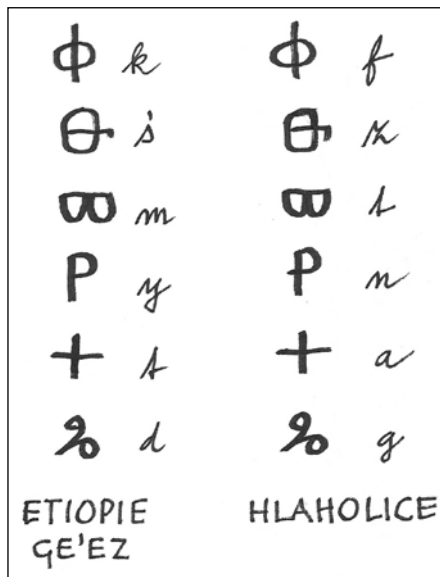 ቀ k Ⱇ f
ፀ ṡ Ⰸ z
መ m Ⱅ t
የ y Ⱀ n
ተ t Ⰰ a
ደ d Ⰳ g
ETIOPIE HLAHOLICE
GE'EZ